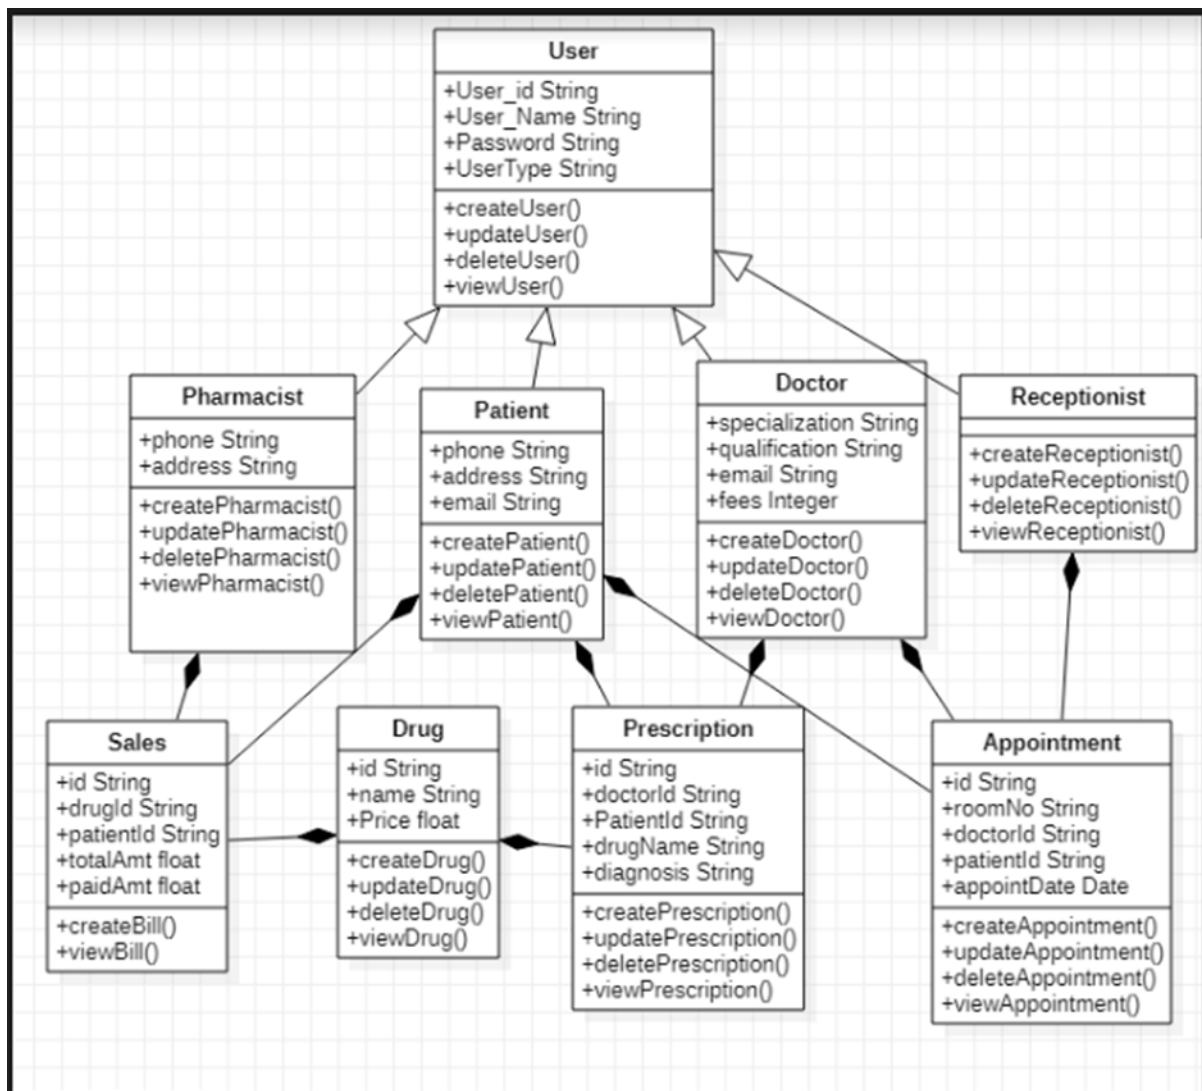 User
+User_id String
+User_Name String
+Password String
+UserType String
+createUser()
+updateUser()
+deleteUser()
+viewUser()
Pharmacist
+phone String
+address String
+createPharmacist()
+updatePharmacist()
+deletePharmacist()
+viewPharmacist()
Patient
+phone String
+address String
+email String
+createPatient()
+updatePatient()
+deletePatient()
+viewPatient()
Doctor
+specialization String
+qualification String
+email String
+fees Integer
+createDoctor()
+updateDoctor()
+deleteDoctor()
+viewDoctor()
Receptionist
+createReceptionist()
+updateReceptionist()
+deleteReceptionist()
+viewReceptionist()
Sales
+id String
+drugId String
+patientId String
+totalAmt float
+paidAmt float
+createBill()
+viewBill()
Drug
+id String
+name String
+Price float
+createDrug()
+updateDrug()
+deleteDrug()
+viewDrug()
Prescription
+id String
+doctorId String
+PatientId String
+drugName String
+diagnosis String
+createPrescription()
+updatePrescription()
+deletePrescription()
+viewPrescription()
Appointment
+id String
+roomNo String
+doctorId String
+patientId String
+appointDate Date
+createAppointment()
+updateAppointment()
+deleteAppointment()
+viewAppointment()